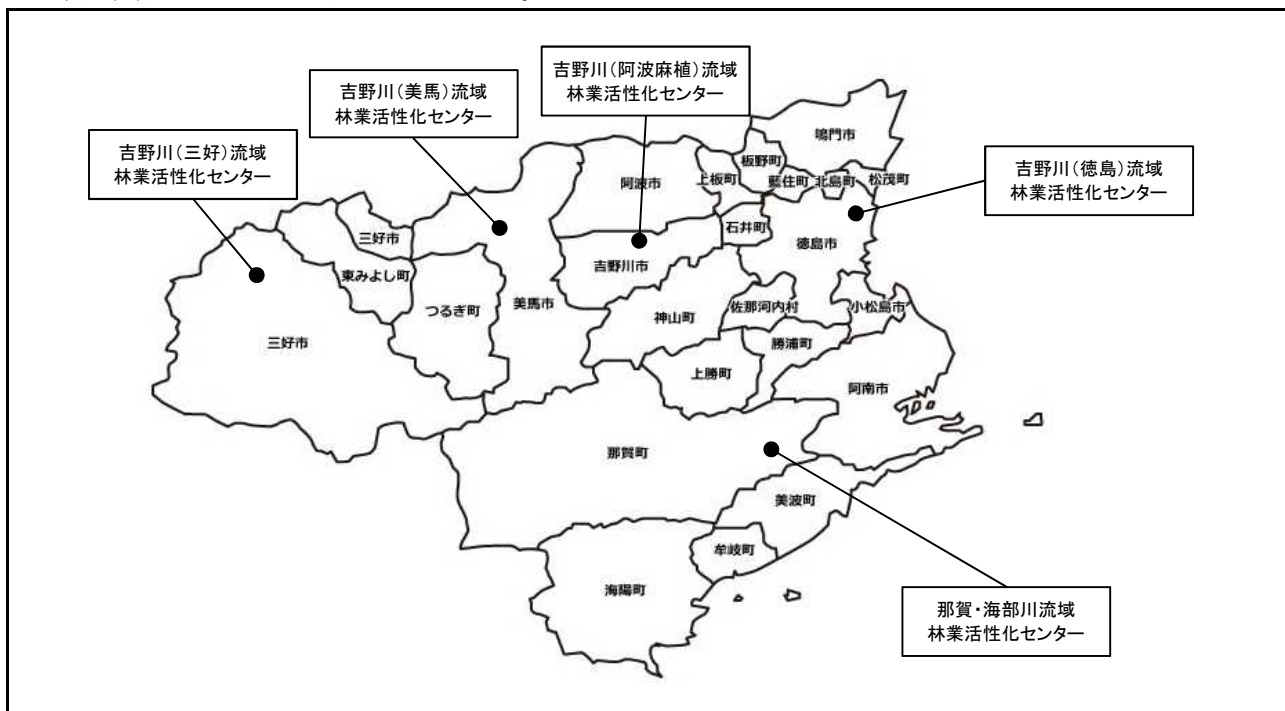 吉野川(阿波麻植)流域
林業活性化センター
吉野川(美馬)流域
林業活性化センター
吉野川(三好)流域
林業活性化センター
吉野川(徳島)流域
林業活性化センター
鳴門市
板野町
上板町
藍住町
北島町
松茂町
阿波市
石井町
徳島市
三好市
吉野川市
東みよし町
つるぎ町
美馬市
神山町
佐那河内村
小松島市
三好市
勝浦町
上勝町
阿南市
那賀町
美波町
牟岐町
海陽町
那賀・海部川流域
林業活性化センター